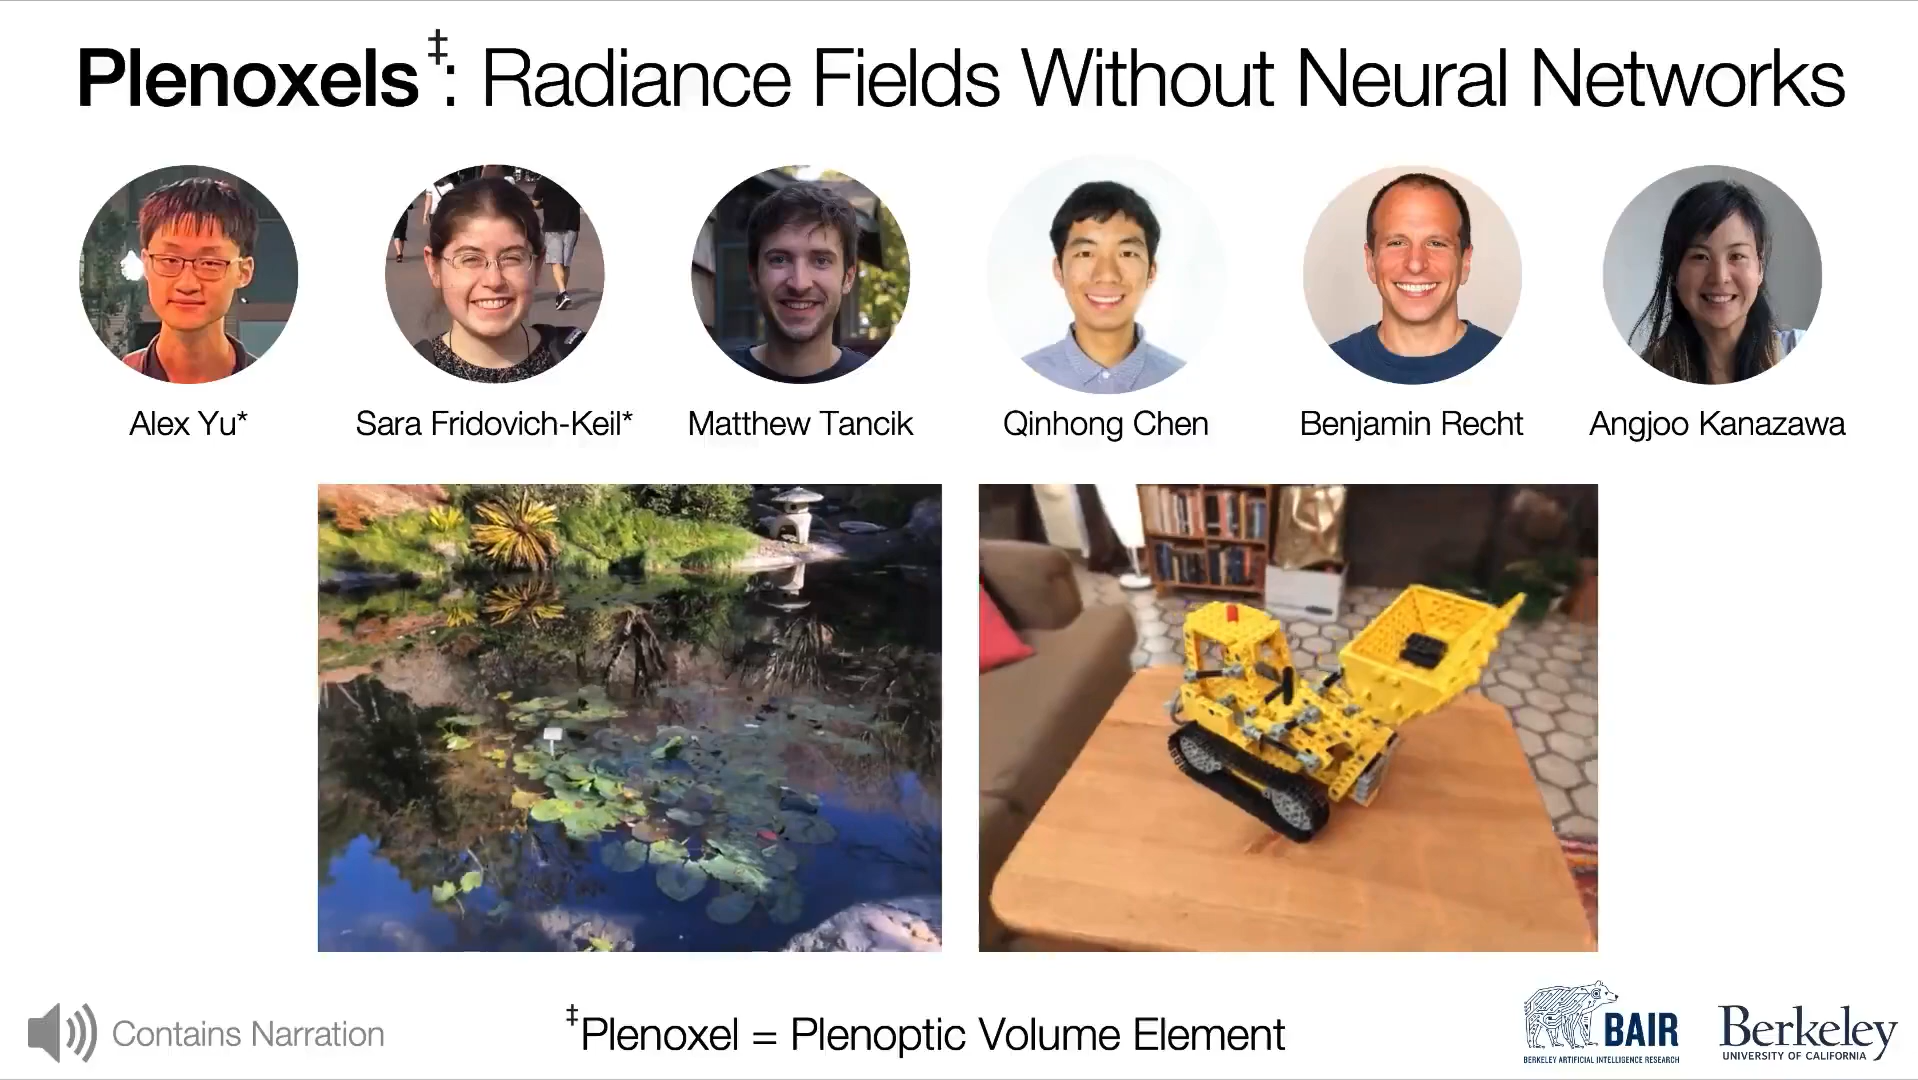 Plenoxels‡: Radiance Fields Without Neural Networks
Alex Yu* Sara Fridovich-Keil* Matthew Tancik Qinhong Chen Benjamin Recht Angjoo Kanazawa
Contains Narration
‡Plenoxel = Plenoptic Volume Element
BAIR
BERKELEY ARTIFICIAL INTELLIGENCE RESEARCH
Berkeley
UNIVERSITY OF CALIFORNIA